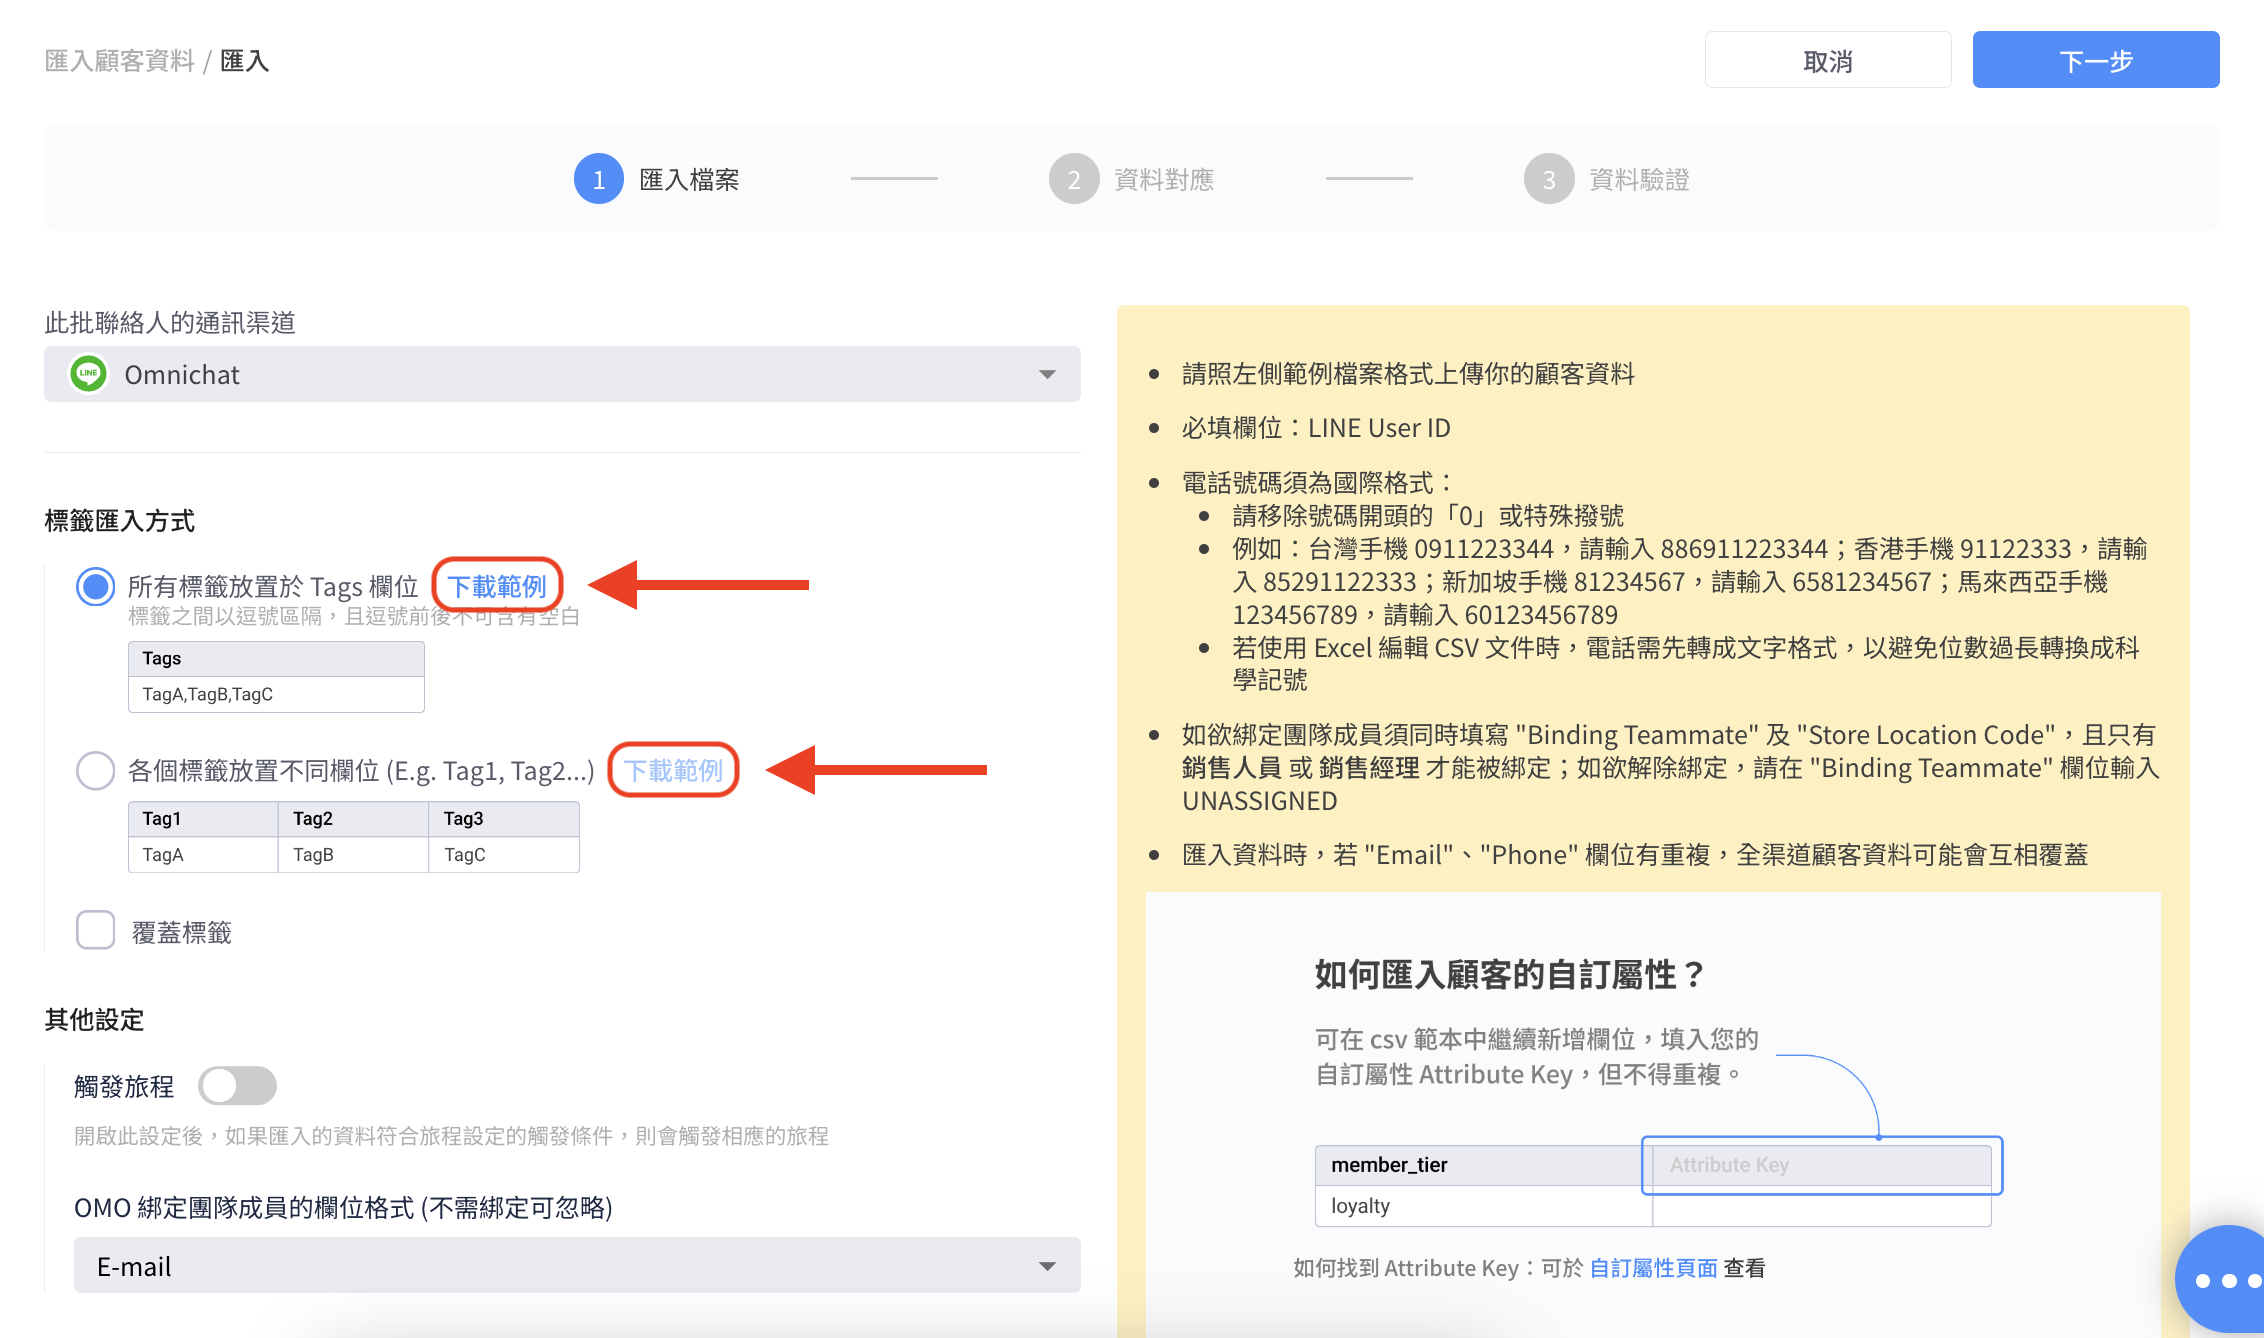 匯入顧客資料 / 匯入
取消
下一步
1 匯入檔案
2 資料對應
3 資料驗證
此批聯絡人的通訊渠道
LINE Omnichat
標籤匯入方式
所有標籤放置於 Tags 欄位 下載範例
標籤之間以逗號區隔，且逗號前後不可含有空白
Tags
TagA,TagB,TagC
各個標籤放置不同欄位 (E.g. Tag1, Tag2...) 下載範例
Tag1 Tag2 Tag3
TagA TagB TagC
覆蓋標籤
其他設定
觸發旅程
開啟此設定後，如果匯入的資料符合旅程設定的觸發條件，則會觸發相應的旅程
OMO 綁定團隊成員的欄位格式 (不需綁定可忽略)
E-mail
請照左側範例檔案格式上傳你的顧客資料
必填欄位：LINE User ID
電話號碼須為國際格式：
請移除號碼開頭的「0」或特殊撥號
例如：台灣手機 0911223344，請輸入 886911223344；香港手機 91122333，請輸
入 85291122333；新加坡手機 81234567，請輸入 6581234567；馬來西亞手機
123456789，請輸入 60123456789
若使用 Excel 編輯 CSV 文件時，電話需先轉成文字格式，以避免位數過長轉換成科
學記號
如欲綁定團隊成員須同時填寫 "Binding Teammate" 及 "Store Location Code"，且只有
銷售人員 或 銷售經理 才能被綁定；如欲解除綁定，請在 "Binding Teammate" 欄位輸入
UNASSIGNED
匯入資料時，若 "Email"、"Phone" 欄位有重複，全渠道顧客資料可能會互相覆蓋
如何匯入顧客的自訂屬性？
可在 csv 範本中繼續新增欄位，填入您的
自訂屬性 Attribute Key，但不得重複。
member_tier Attribute Key
loyalty
如何找到 Attribute Key：可於 自訂屬性頁面 查看